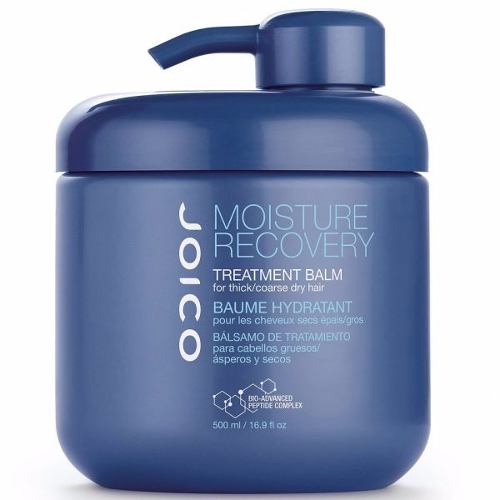 JOICO
MOISTURE
RECOVERY
TREATMENT BALM
for thick/coarse dry hair
BAUME HYDRATANT
pour les cheveux secs épais/gros
BÁLSAMO DE TRATAMIENTO
para cabellos gruesos/
ásperos y secos
BIO-ADVANCED
PEPTIDE COMPLEX
500 ml / 16.9 fl oz